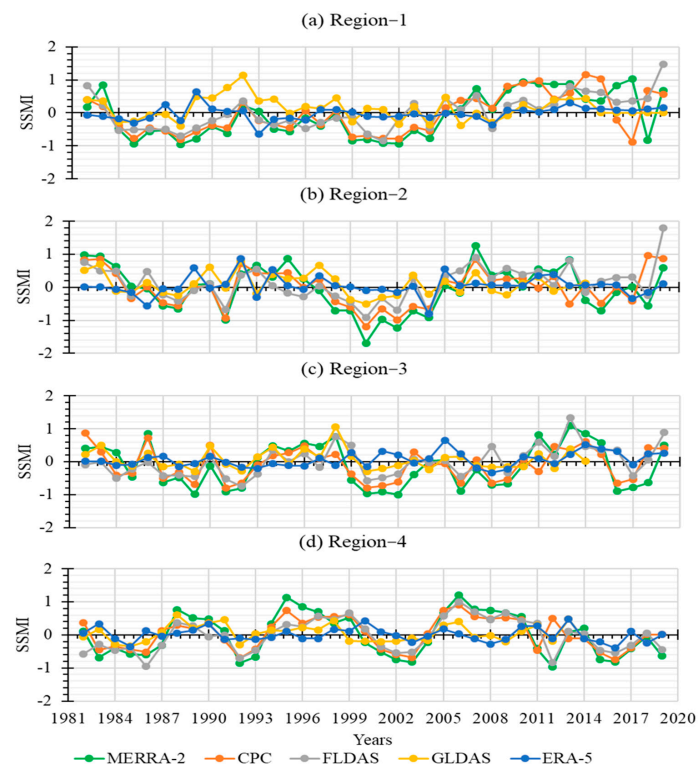 (a) Region−1
2
1
0
-1
-2
SSMI
(b) Region−2
2
1
0
-1
-2
SSMI
(c) Region−3
2
1
0
-1
-2
SSMI
(d) Region−4
2
1
0
-1
-2
SSMI
1981 1984 1987 1990 1993 1996 1999 2002 2005 2008 2011 2014 2017 2020
Years
MERRA-2 CPC FLDAS GLDAS ERA-5